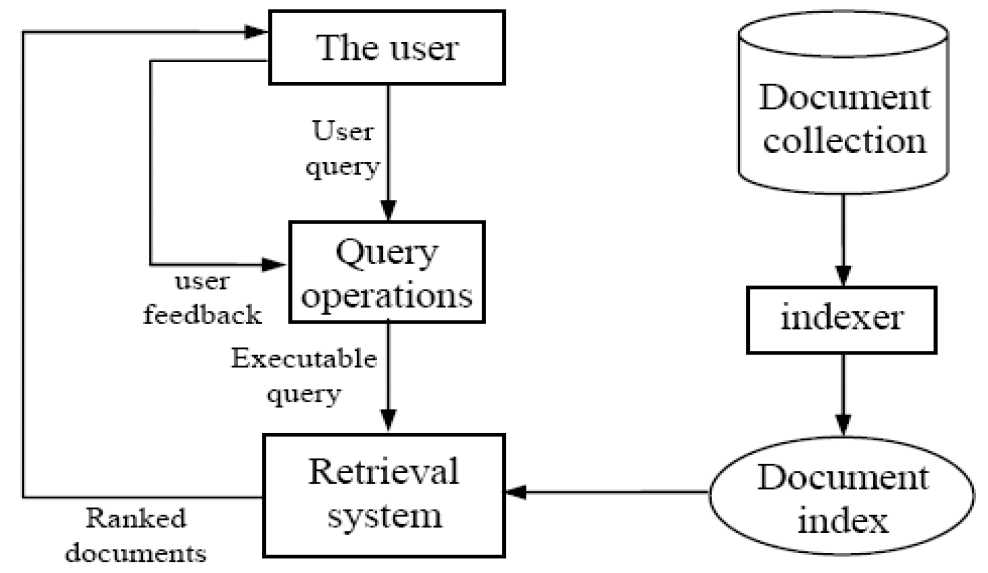 The user
User
query
Query
operations
user
feedback
Executable
query
Retrieval
system
Ranked
documents
Document
collection
indexer
Document
index